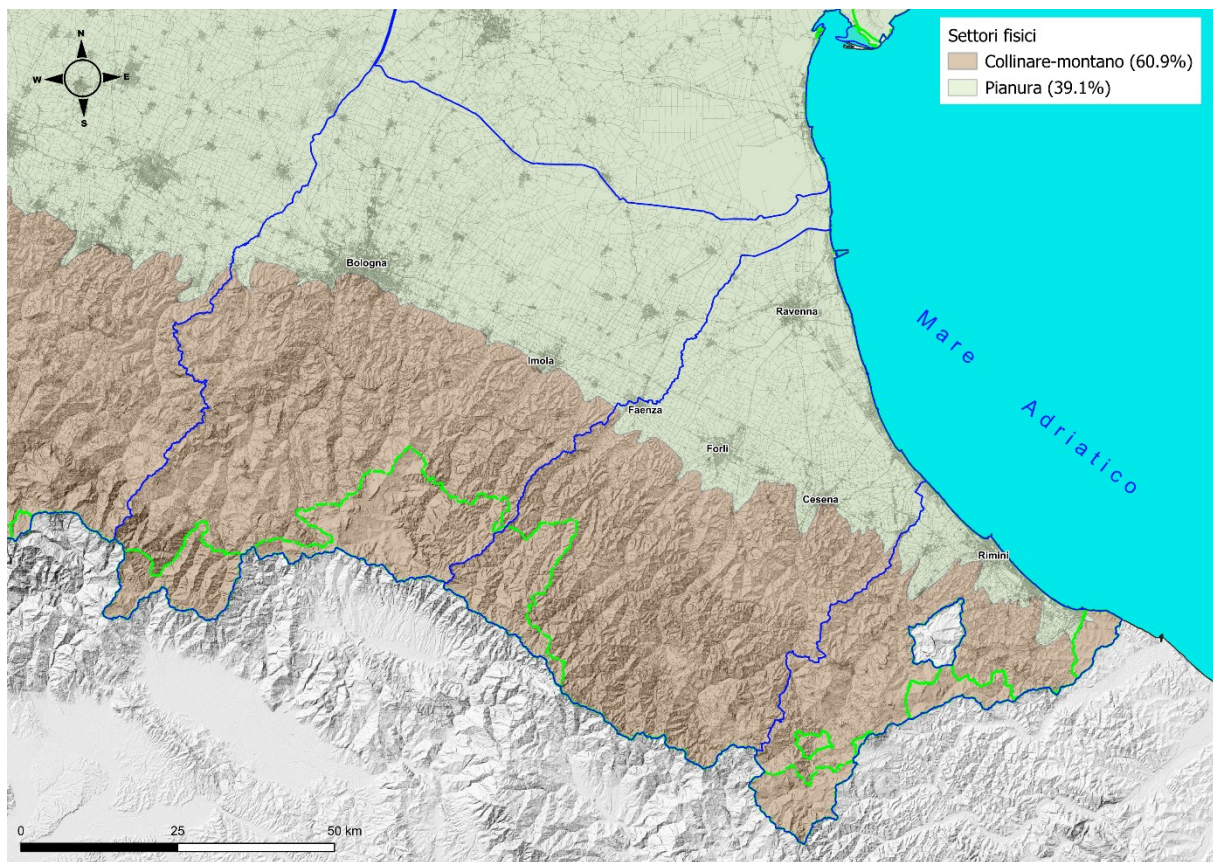 N
W E
S
Settori fisici
Collinare-montano (60.9%)
Pianura (39.1%)
Bologna
Ravenna
Imola
Faenza
Forlì
Cesena
Rimini
Mare Adriatico
0 25 50 km